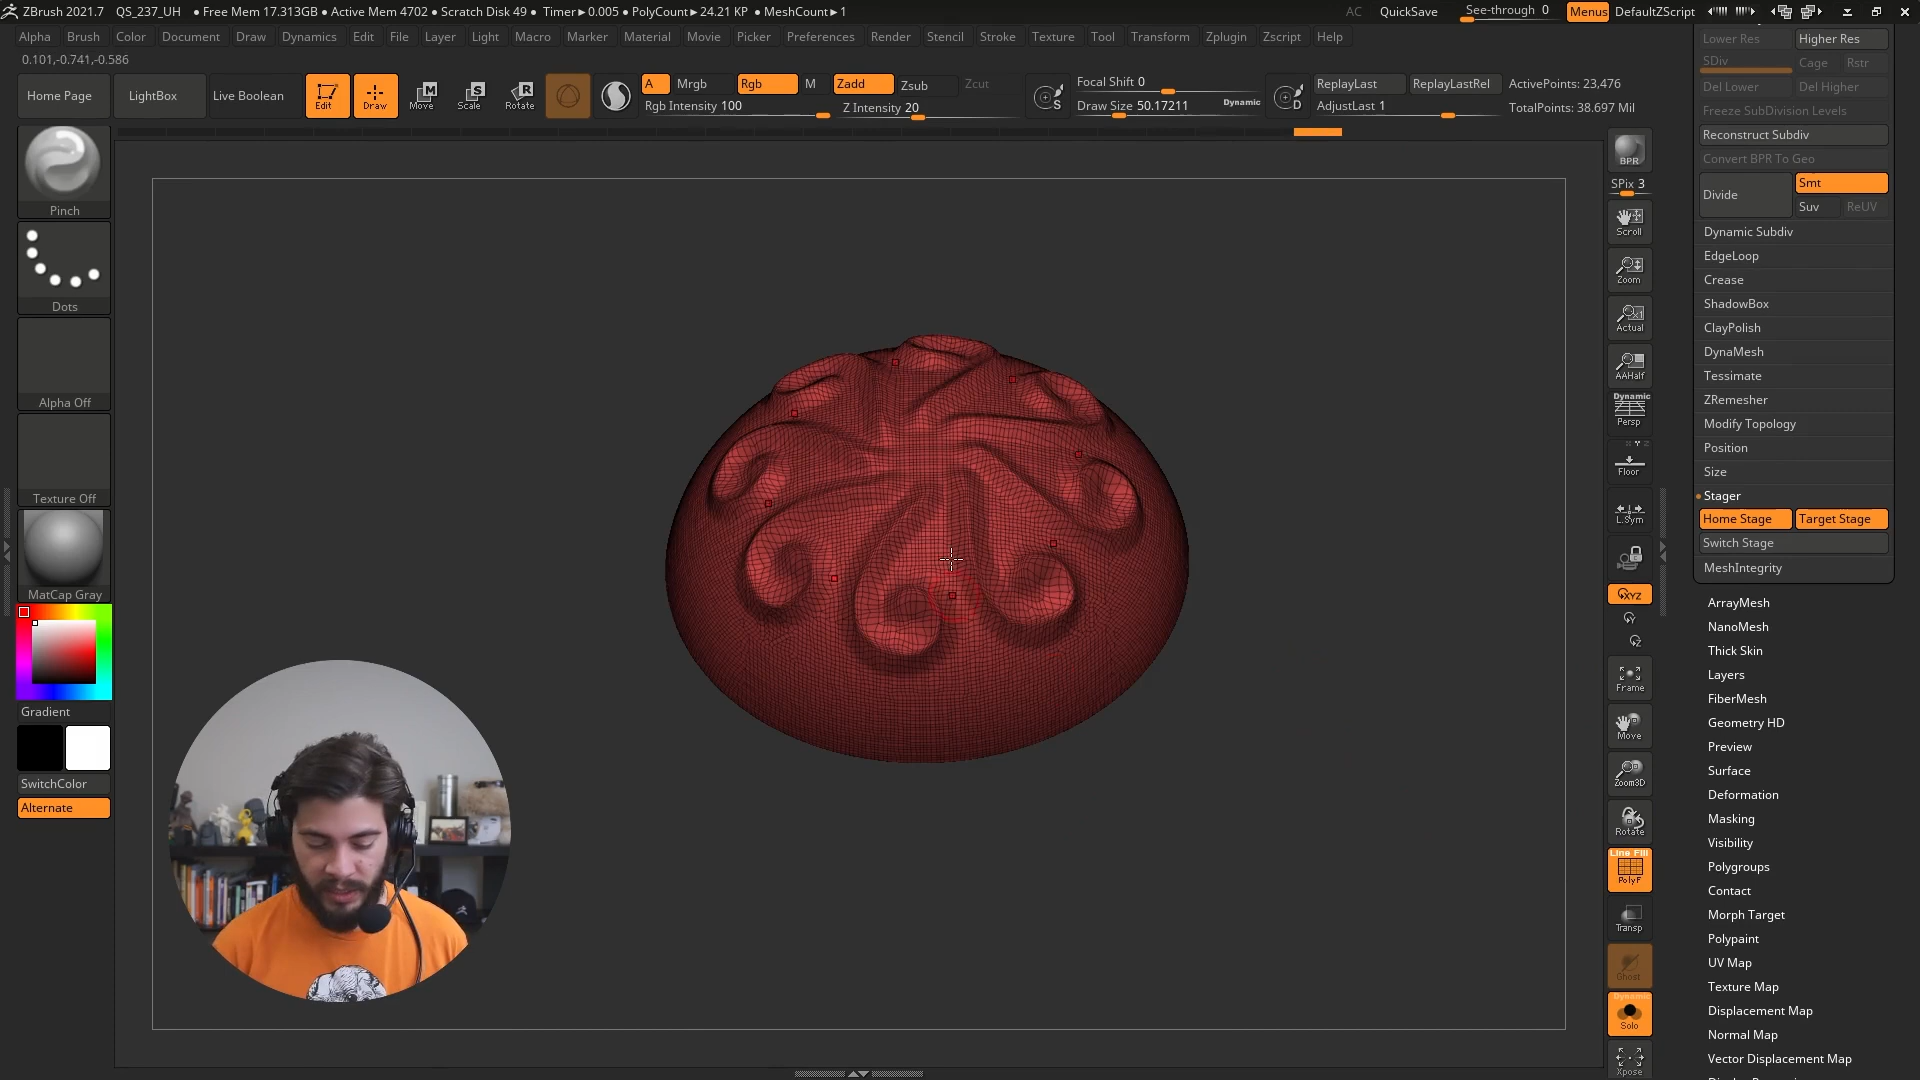 ZBrush 2021.7 QS_237_UH • Free Mem 17.313GB • Active Mem 4702 • Scratch Disk 49 • Timer►0.005 • PolyCount►24.21 KP • MeshCount►1 AC QuickSave See-through 0 Menus DefaultZScript
Alpha Brush Color Document Draw Dynamics Edit File Layer Light Macro Marker Material Movie Picker Preferences Render Stencil Stroke Texture Tool Transform Zplugin Zscript Help
0.101,-0.741,-0.586
Home Page LightBox Live Boolean Edit Draw Move Scale Rotate
A Mrgb Rgb M Zadd Zsub Zcut
Rgb Intensity 100 Z Intensity 20
S Focal Shift 0
Draw Size 50.17211 Dynamic
D ReplayLast ReplayLastRel ActivePoints: 23,476
AdjustLast 1 TotalPoints: 38.697 Mil
Pinch
Dots
Alpha Off
Texture Off
MatCap Gray
Gradient
SwitchColor
Alternate
BPR
SPix 3
Scroll
Zoom
Actual
AAHalf
Dynamic
Persp
Floor
L.Sym
XYZ
Y
Z
Frame
Move
Zoom3D
Rotate
Line Fill
PolyF
Transp
Ghost
Dynamic
Solo
Xpose
Lower Res Higher Res
SDiv Cage Rstr
Del Lower Del Higher
Freeze SubDivision Levels
Reconstruct Subdiv
Convert BPR To Geo
Divide Smt
Suv ReUV
Dynamic Subdiv
EdgeLoop
Crease
ShadowBox
ClayPolish
DynaMesh
Tessimate
ZRemesher
Modify Topology
Position
Size
Stager
Home Stage Target Stage
Switch Stage
MeshIntegrity
ArrayMesh
NanoMesh
Thick Skin
Layers
FiberMesh
Geometry HD
Preview
Surface
Deformation
Masking
Visibility
Polygroups
Contact
Morph Target
Polypaint
UV Map
Texture Map
Displacement Map
Normal Map
Vector Displacement Map